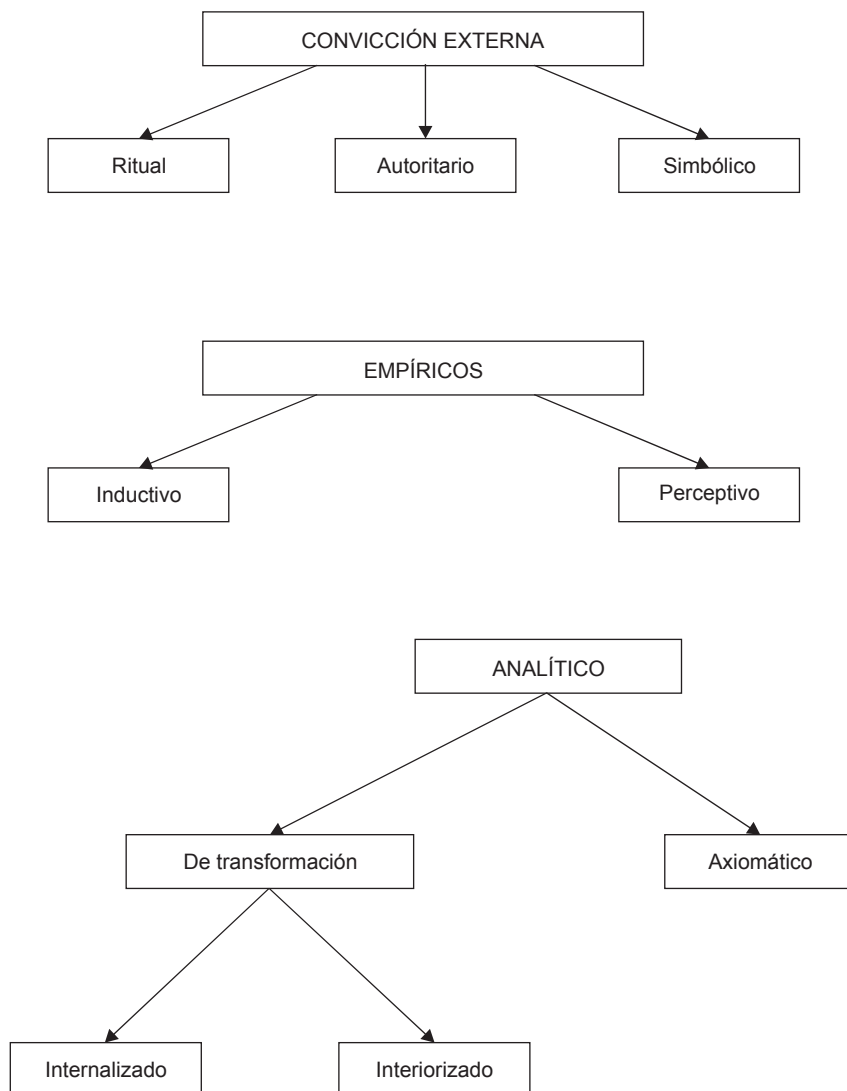 CONVICCIÓN EXTERNA
Ritual
Autoritario
Simbólico
EMPÍRICOS
Inductivo
Perceptivo
ANALÍTICO
De transformación
Axiomático
Internalizado
Interiorizado